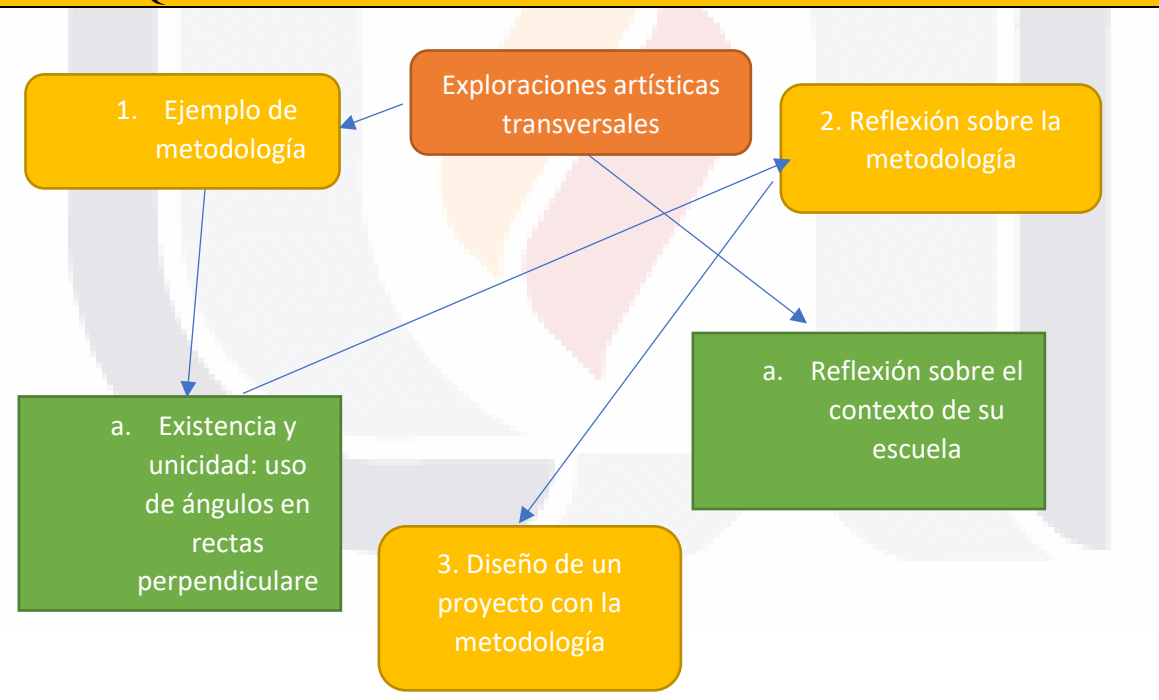 Exploraciones artísticas
transversales
1. Ejemplo de
metodología
2. Reflexión sobre la
metodología
a. Existencia y
unicidad: uso
de ángulos en
rectas
perpendiculare
a. Reflexión sobre el
contexto de su
escuela
3. Diseño de un
proyecto con la
metodología